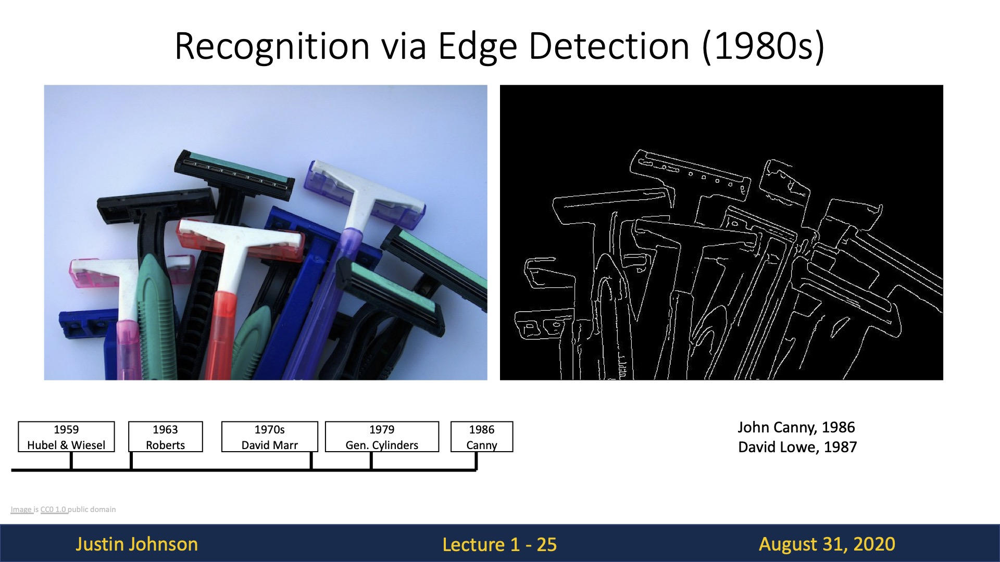 Recognition via Edge Detection (1980s)
1959
Hubel & Wiesel
1963
Roberts
1970s
David Marr
1979
Gen. Cylinders
1986
Canny
John Canny, 1986
David Lowe, 1987
Image is CC0 1.0 public domain
Justin Johnson
Lecture 1 - 25
August 31, 2020